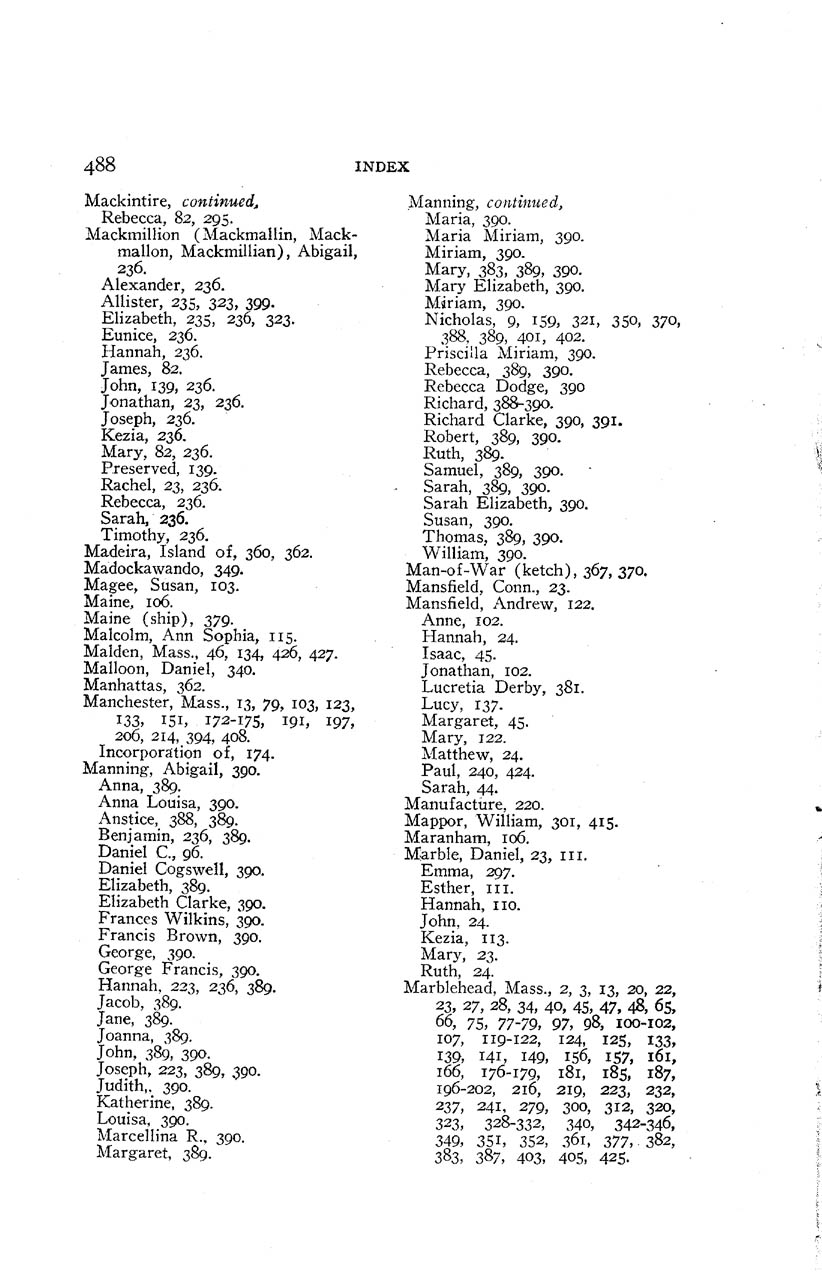 488
INDEX
Mackintire, continued,
Rebecca, 82, 295.
Mackmillion (Mackmallin, Mack-
mallon, Mackmillian), Abigail,
236.
Alexander, 236.
Allister, 235, 323, 399.
Elizabeth, 235, 236, 323.
Eunice, 236.
Hannah, 236.
James, 82.
John, 139, 236.
Jonathan, 23, 236.
Joseph, 236.
Kezia, 236.
Mary, 82, 236.
Preserved, 139.
Rachel, 23, 236.
Rebecca, 236.
Sarah, 236.
Timothy, 236.
Madeira, Island of, 360, 362.
Madockawando, 349.
Magee, Susan, 103.
Maine, 106.
Maine (ship), 379.
Malcolm, Ann Sophia, 115.
Malden, Mass., 46, 134, 426, 427.
Malloon, Daniel, 340.
Manhattas, 362.
Manchester, Mass., 13, 79, 103, 123,
133, 151, 172-175, 191, 197,
206, 214, 394, 408.
Incorporation of, 174.
Manning, Abigail, 390.
Anna, 389.
Anna Louisa, 390.
Anstice, 388, 389.
Benjamin, 236, 389.
Daniel C., 96.
Daniel Cogswell, 390.
Elizabeth, 389.
Elizabeth Clarke, 390.
Frances Wilkins, 390.
Francis Brown, 390.
George, 390.
George Francis, 390.
Hannah, 223, 236, 389.
Jacob, 389.
Jane, 389.
Joanna, 389.
John, 389, 390.
Joseph, 223, 389, 390.
Judith,. 390.
Katherine, 389.
Louisa, 390.
Marcellina R., 390.
Margaret, 389.
Manning, continued,
Maria, 390.
Maria Miriam, 390.
Miriam, 390.
Mary, 383, 389, 390.
Mary Elizabeth, 390.
Miriam, 390.
Nicholas, 9, 159, 321, 350, 370,
388, 389, 401, 402.
Priscilla Miriam, 390.
Rebecca, 389, 390.
Rebecca Dodge, 390
Richard, 388-390.
Richard Clarke, 390, 391.
Robert, 389, 390.
Ruth, 389.
Samuel, 389, 390.
Sarah, 389, 390.
Sarah Elizabeth, 390.
Susan, 390.
Thomas, 389, 390.
William, 390.
Man-of-War (ketch), 367, 370.
Mansfield, Conn., 23.
Mansfield, Andrew, 122.
Anne, 102.
Hannah, 24.
Isaac, 45.
Jonathan, 102.
Lucretia Derby, 381.
Lucy, 137.
Margaret, 45.
Mary, 122.
Matthew, 24.
Paul, 240, 424.
Sarah, 44.
Manufacture, 220.
Mappor, William, 301, 415.
Maranham, 106.
Marble, Daniel, 23, 111.
Emma, 297.
Esther, 111.
Hannah, 110.
John, 24.
Kezia, 113.
Mary, 23.
Ruth, 24.
Marblehead, Mass., 2, 3, 13, 20, 22,
23, 27, 28, 34, 40, 45, 47, 48, 65,
66, 75, 77-79, 97, 98, 100-102,
107, 119-122, 124, 125, 133,
139, 141, 149, 156, 157, 161,
166, 176-179, 181, 185, 187,
196-202, 216, 219, 223, 232,
237, 241, 279, 300, 312, 320,
323, 328-332, 340, 342-346,
349, 351, 352, 361, 377, 382,
383, 387, 403, 405, 425.